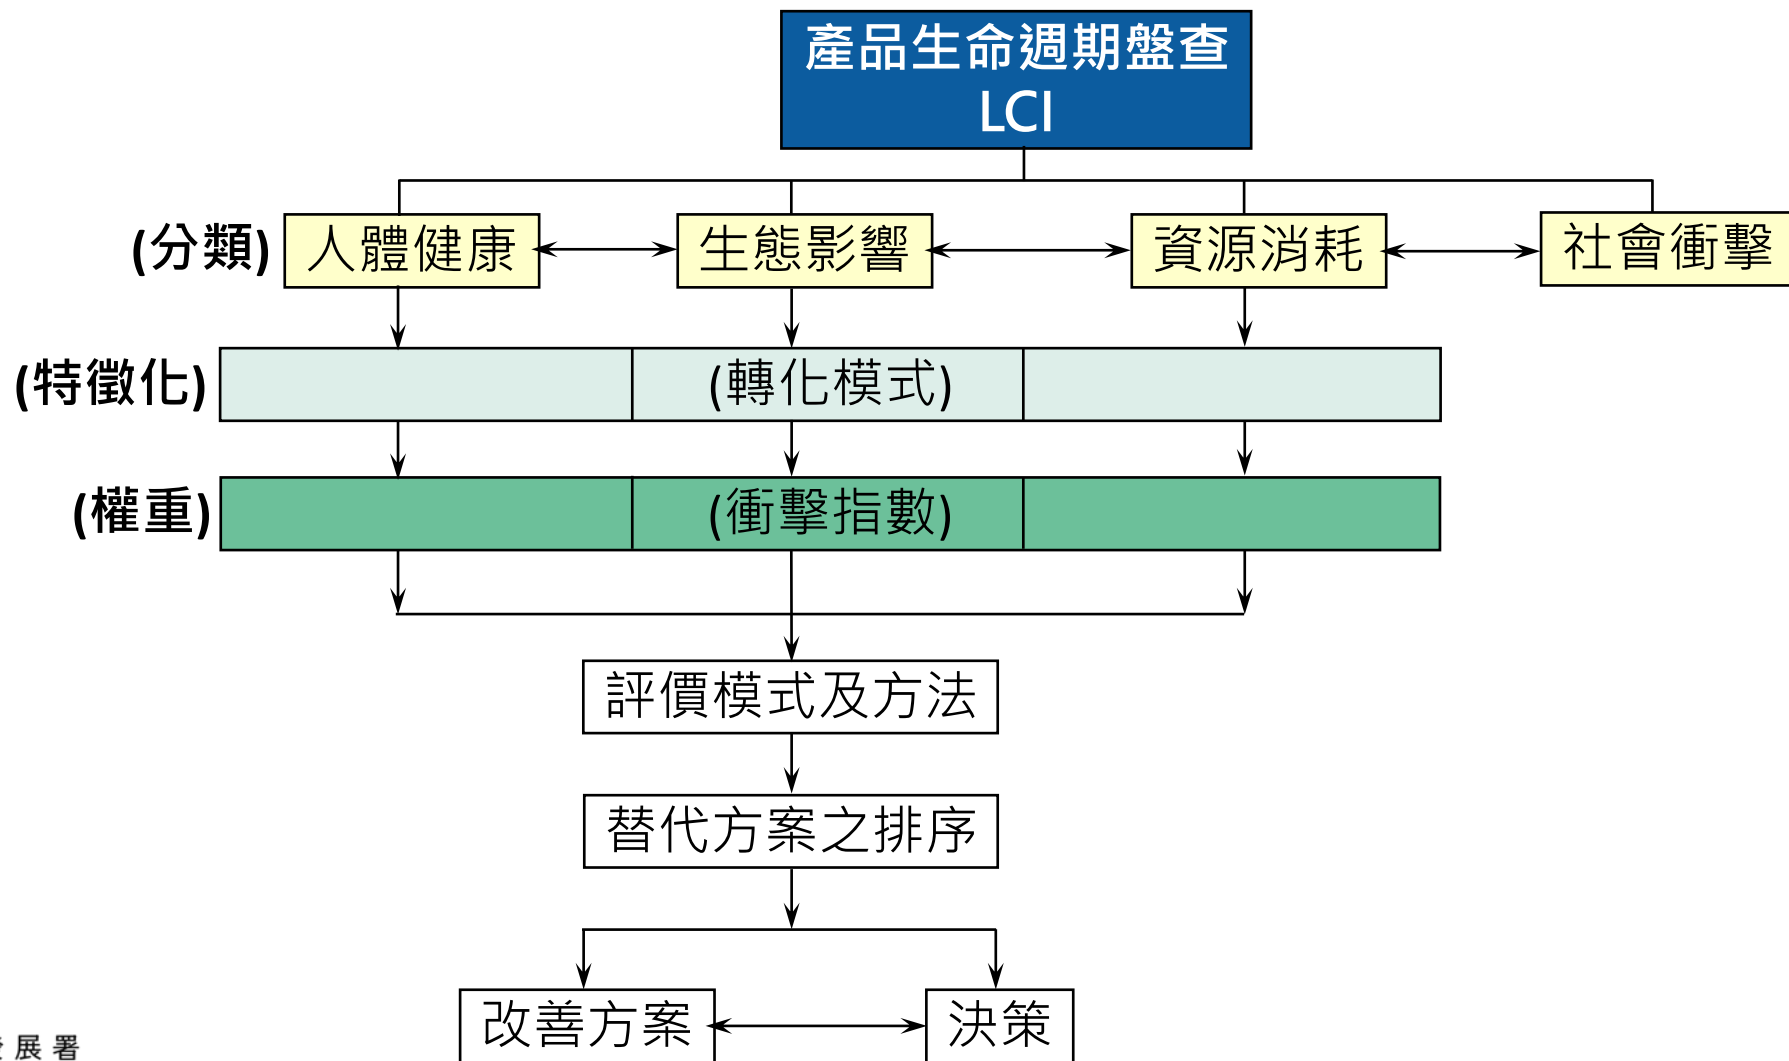 產品生命週期盤查
LCI
(分類) 人體健康 生態影響 資源消耗 社會衝擊
(特徵化) (轉化模式)
(權重) (衝擊指數)
評價模式及方法
替代方案之排序
改善方案 決策
展署